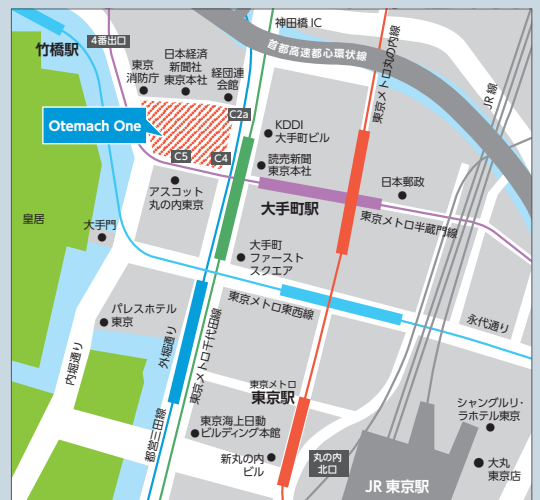 神田橋IC
竹橋駅
4番出口
首都高速都心環状線
東京メトロ丸の内線
JR線
東京
消防庁
日本経済
新聞社
東京本社
経団連
会館
C2a
Otemach One
KDDI
大手町ビル
C5
C4
読売新聞
東京本社
アスコット
丸の内東京
日本郵政
大手町駅
東京メトロ半蔵門線
皇居
大手門
大手町
ファースト
スクエア
東京メトロ東西線
永代通り
パレスホテル
東京
外堀通り
東京メトロ千代田線
内堀通り
東京メトロ
東京駅
都営三田線
東京海上日動
ビルディング本館
シャングリルリ・
ラホテル東京
新丸の内
ビル
丸の内
北口
大丸
東京店
JR 東京駅